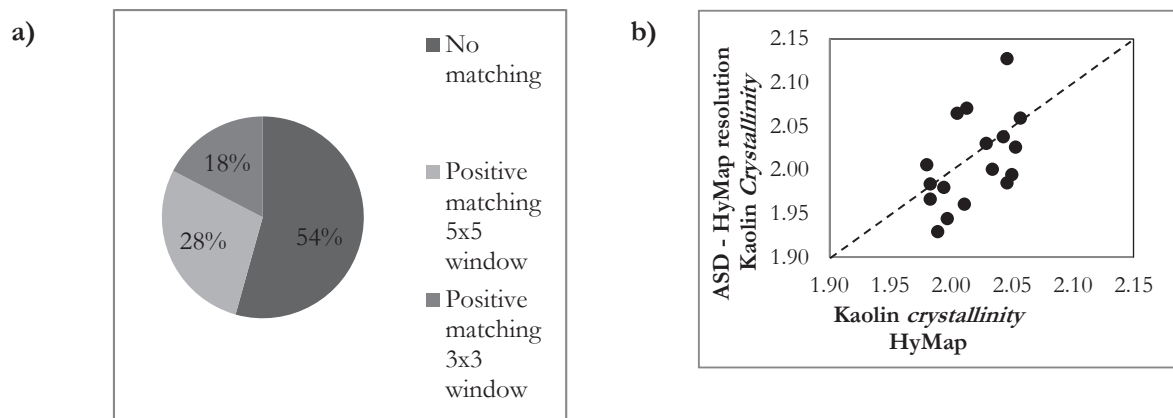 a)
No
matching
Positive
matching
5x5
window
Positive
matching
3x3
window
18%
28%
54%
b)
ASD - HyMap resolution
Kaolin Crystallinity
2.15
2.10
2.05
2.00
1.95
1.90
1.90 1.95 2.00 2.05 2.10 2.15
Kaolin crystallinity
HyMap